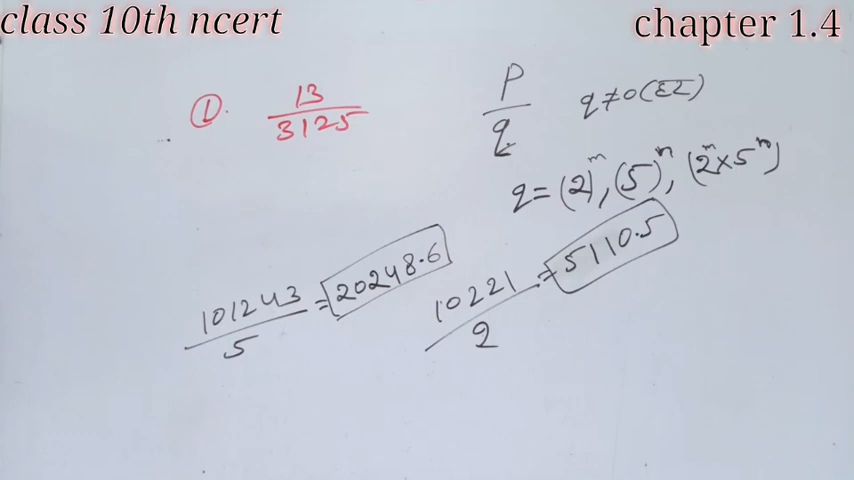 class 10th ncert
chapter 1.4
① 13/3125
p/q q≠0
q = (2)^m, (5)^n, (2^m×5^n)
101243/5 = 20248.6
10221/2 = 5110.5